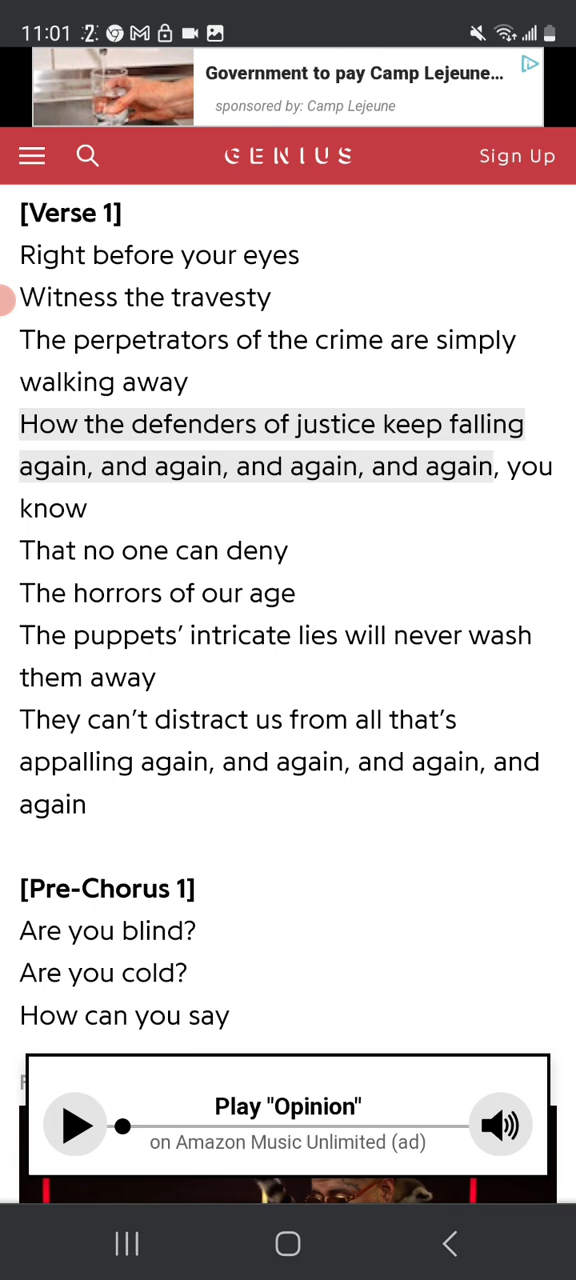 11:01
Government to pay Camp Lejeune...
sponsored by: Camp Lejeune
GENIUS
Sign Up
[Verse 1]
Right before your eyes
Witness the travesty
The perpetrators of the crime are simply
walking away
How the defenders of justice keep falling
again, and again, and again, and again, you
know
That no one can deny
The horrors of our age
The puppets’ intricate lies will never wash
them away
They can’t distract us from all that’s
appalling again, and again, and again, and
again
[Pre-Chorus 1]
Are you blind?
Are you cold?
How can you say
Play "Opinion"
on Amazon Music Unlimited (ad)